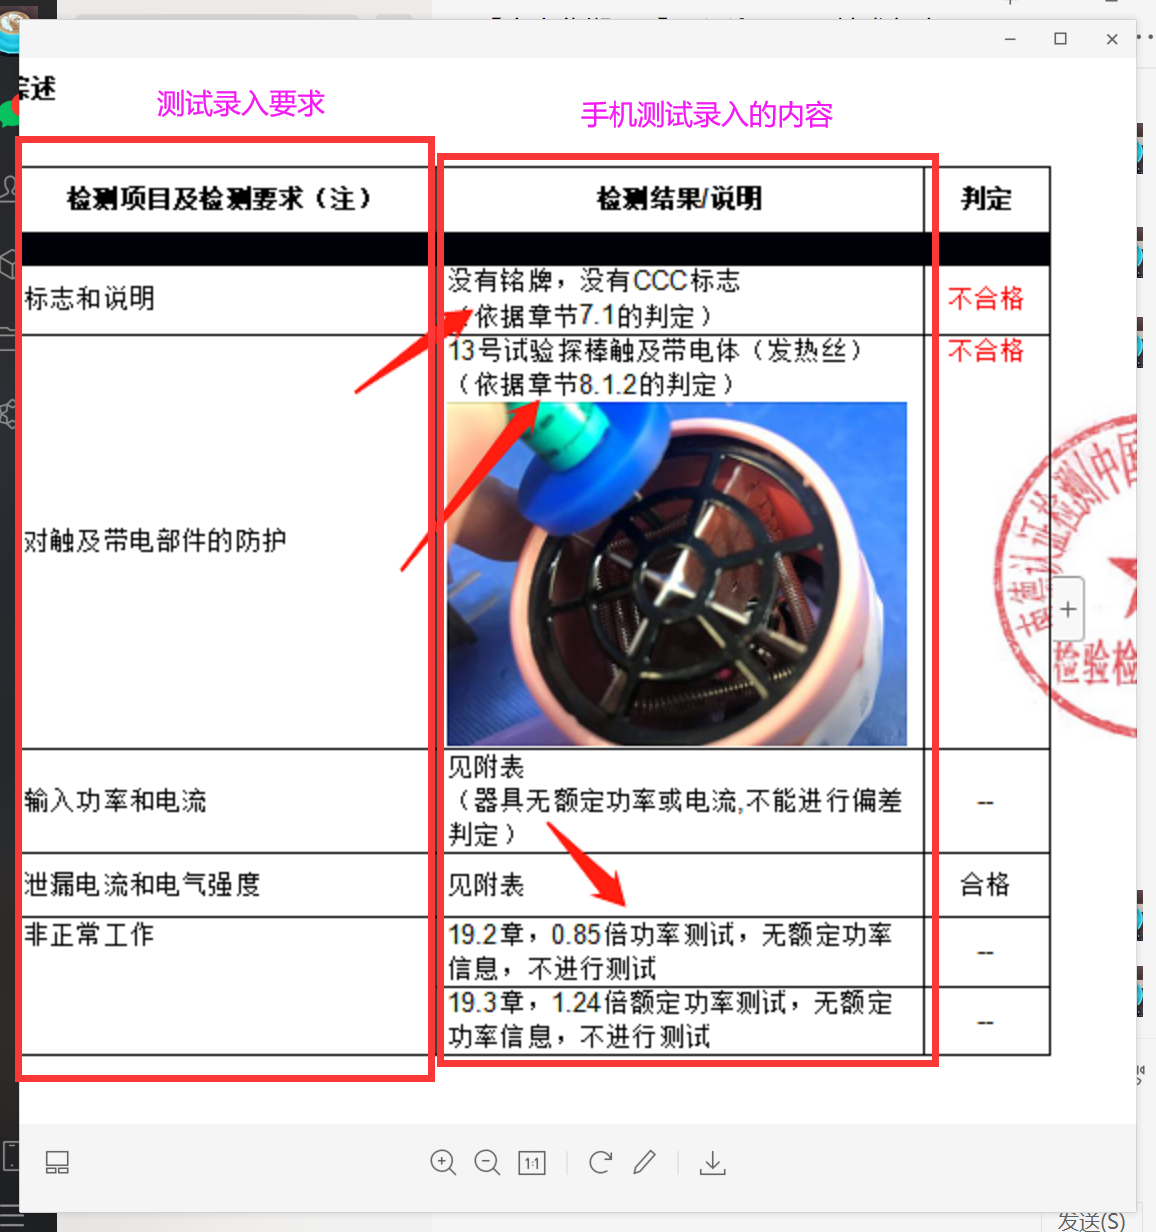 综述
测试录入要求
手机测试录入的内容
检测项目及检测要求（注）
检测结果/说明
判定
标志和说明
没有铭牌，没有CCC标志
（依据章节7.1的判定）
不合格
对触及带电部件的防护
13号试验探棒触及带电体（发热丝）
（依据章节8.1.2的判定）
不合格
输入功率和电流
见附表
（器具无额定功率或电流,不能进行偏差
判定）
--
泄漏电流和电气强度
见附表
合格
非正常工作
19.2章，0.85倍功率测试，无额定功率
信息，不进行测试
--
19.3章，1.24倍额定功率测试，无额定
功率信息，不进行测试
--
德认证检测(中国
检验检
1:1
发送(S)